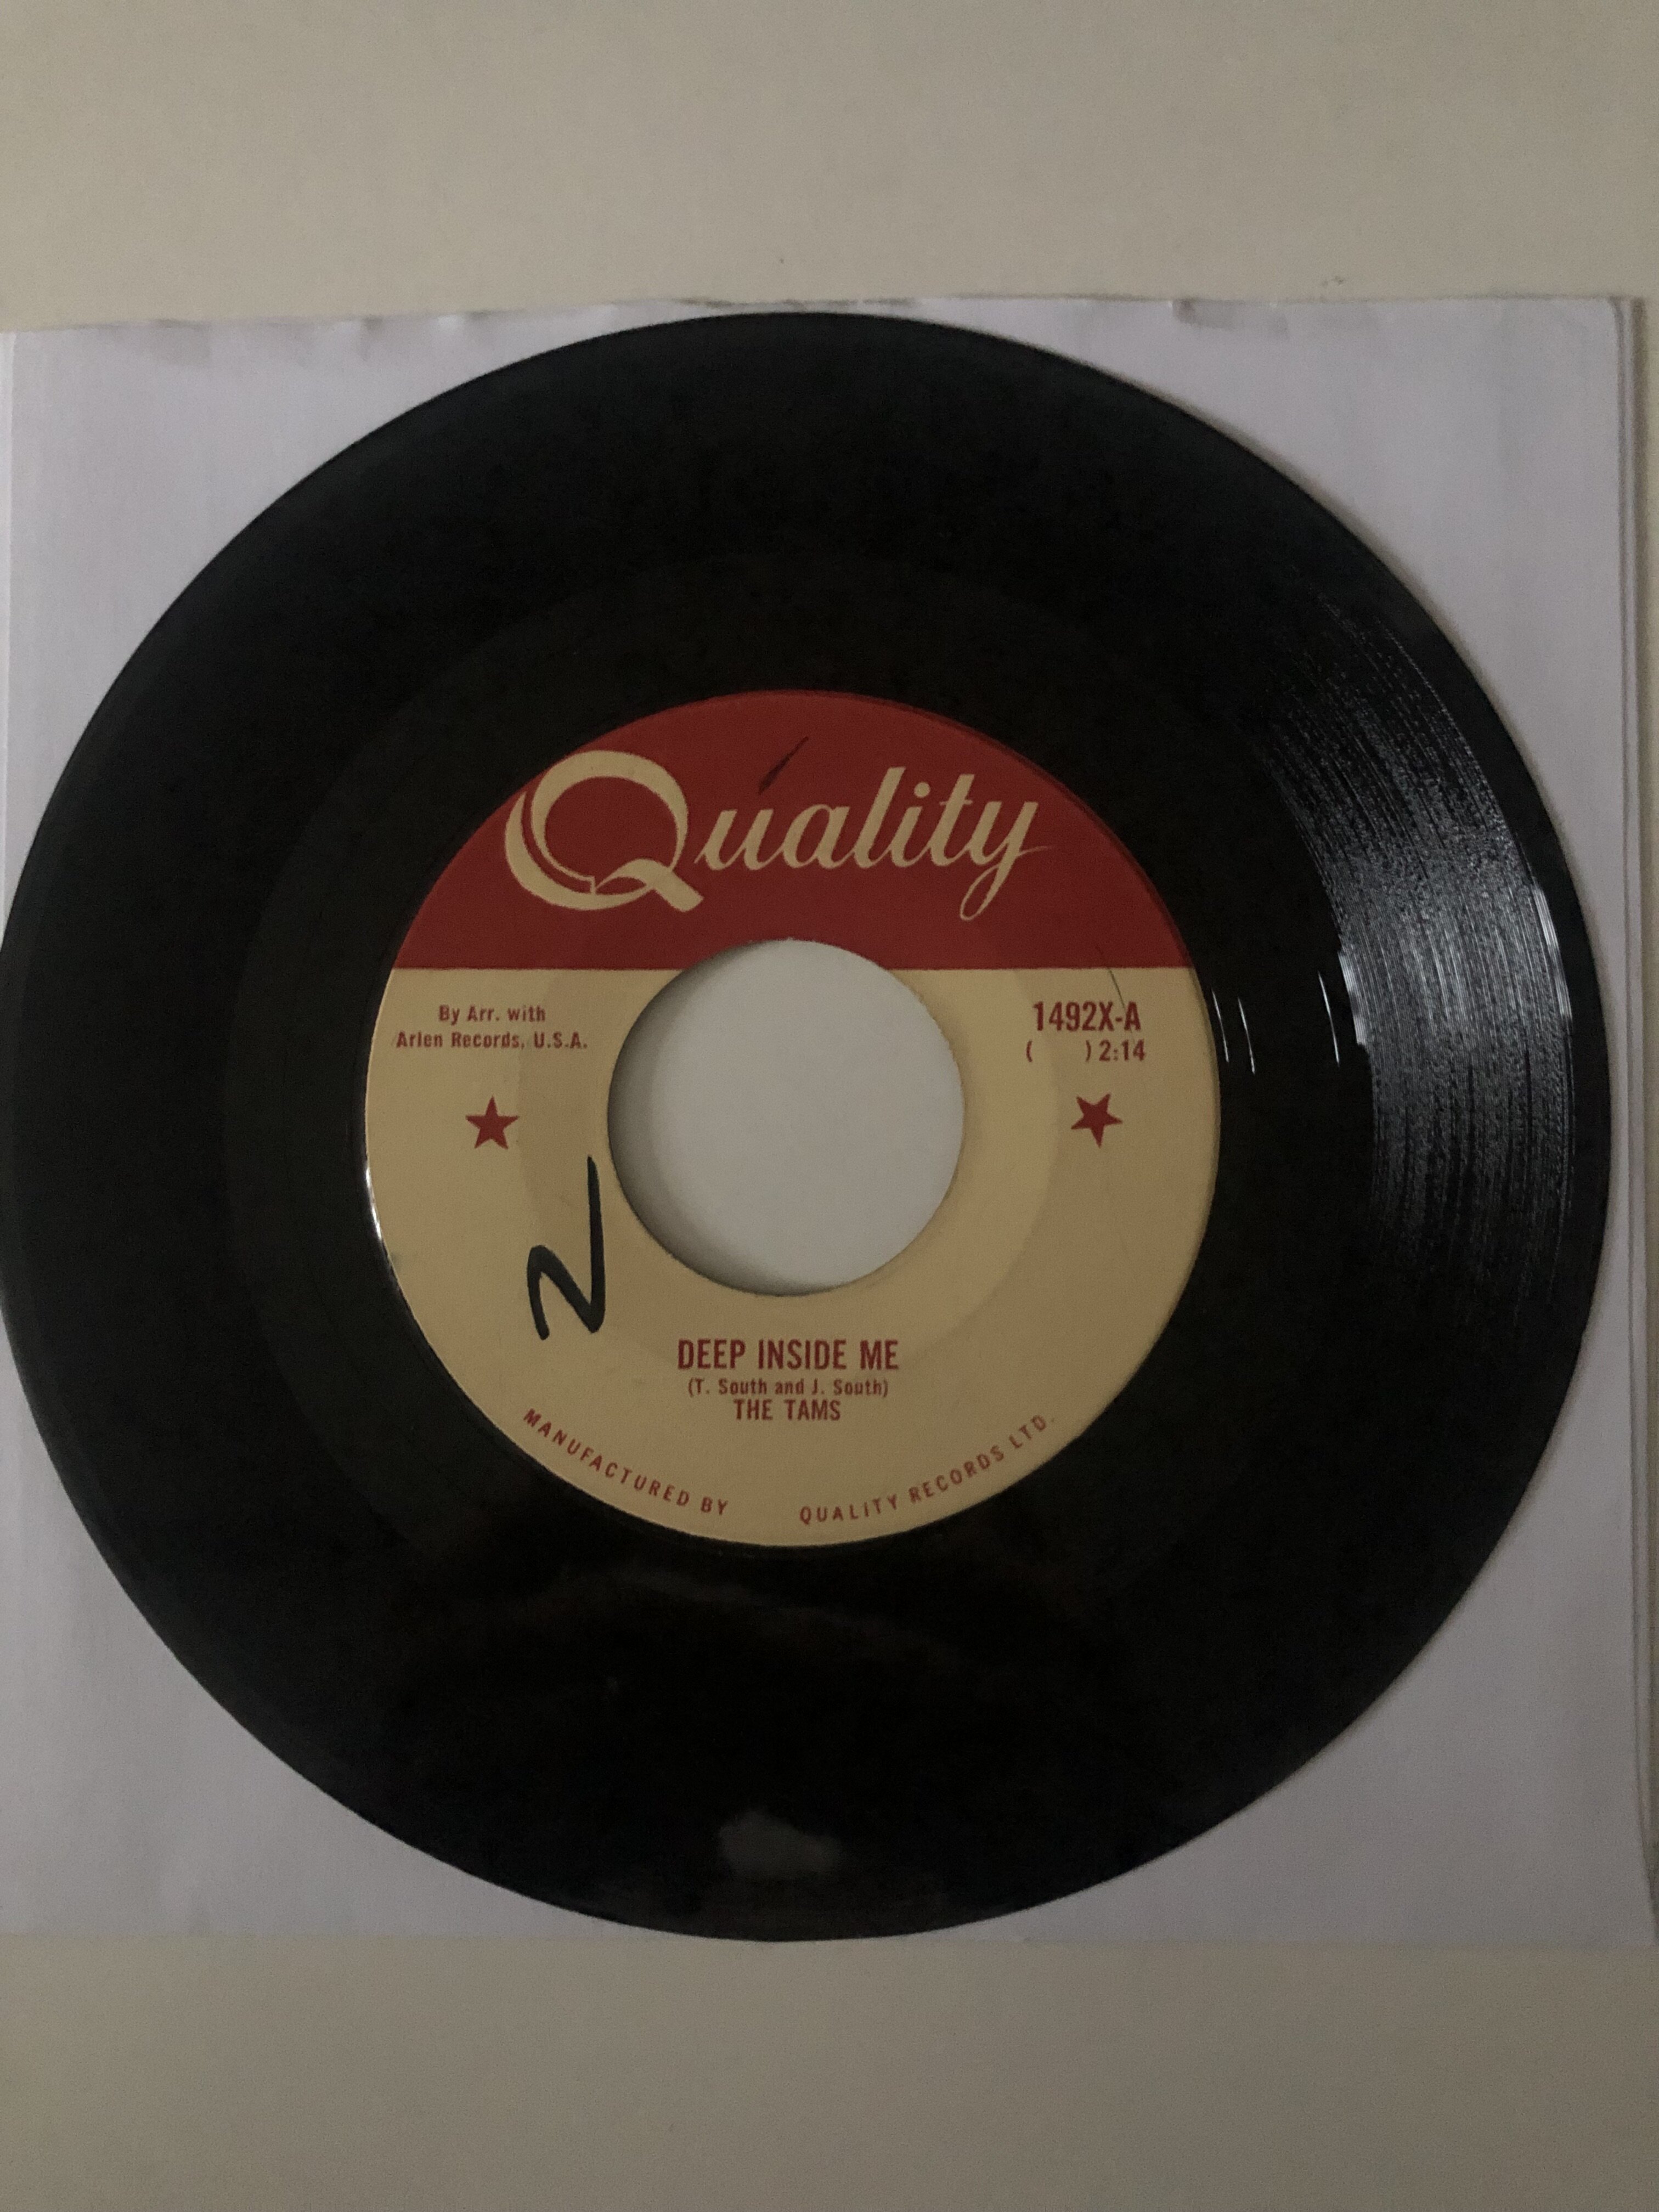 Quality
By Arr. with
Arlen Records, U.S.A.
1492X-A
(     ) 2:14
DEEP INSIDE ME
(T. South and J. South)
THE TAMS
MANUFACTURED BY QUALITY RECORDS LTD.